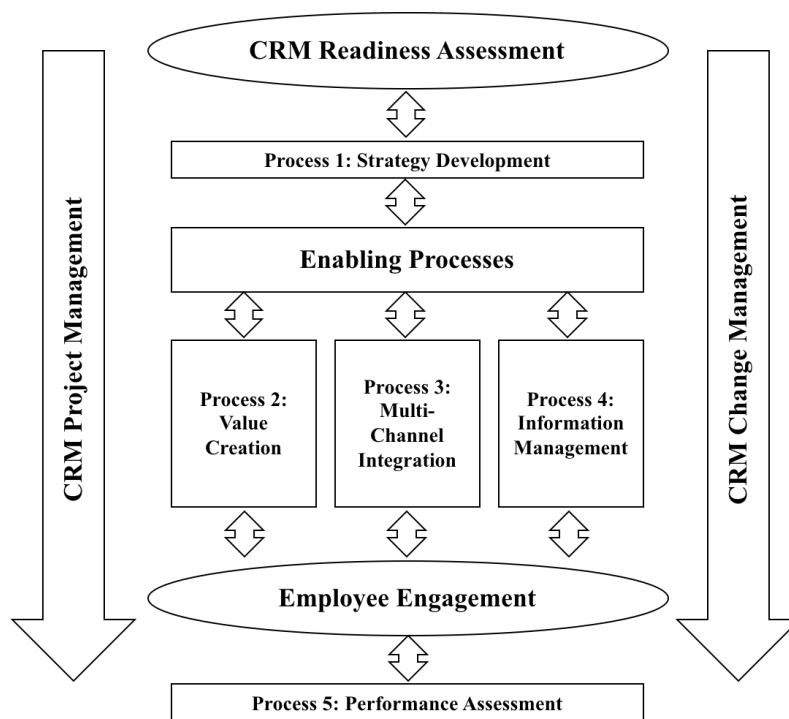 CRM Readiness Assessment
Process 1: Strategy Development
Enabling Processes
Process 2:
Value
Creation
Process 3:
Multi-
Channel
Integration
Process 4:
Information
Management
Employee Engagement
Process 5: Performance Assessment
CRM Project Management
CRM Change Management